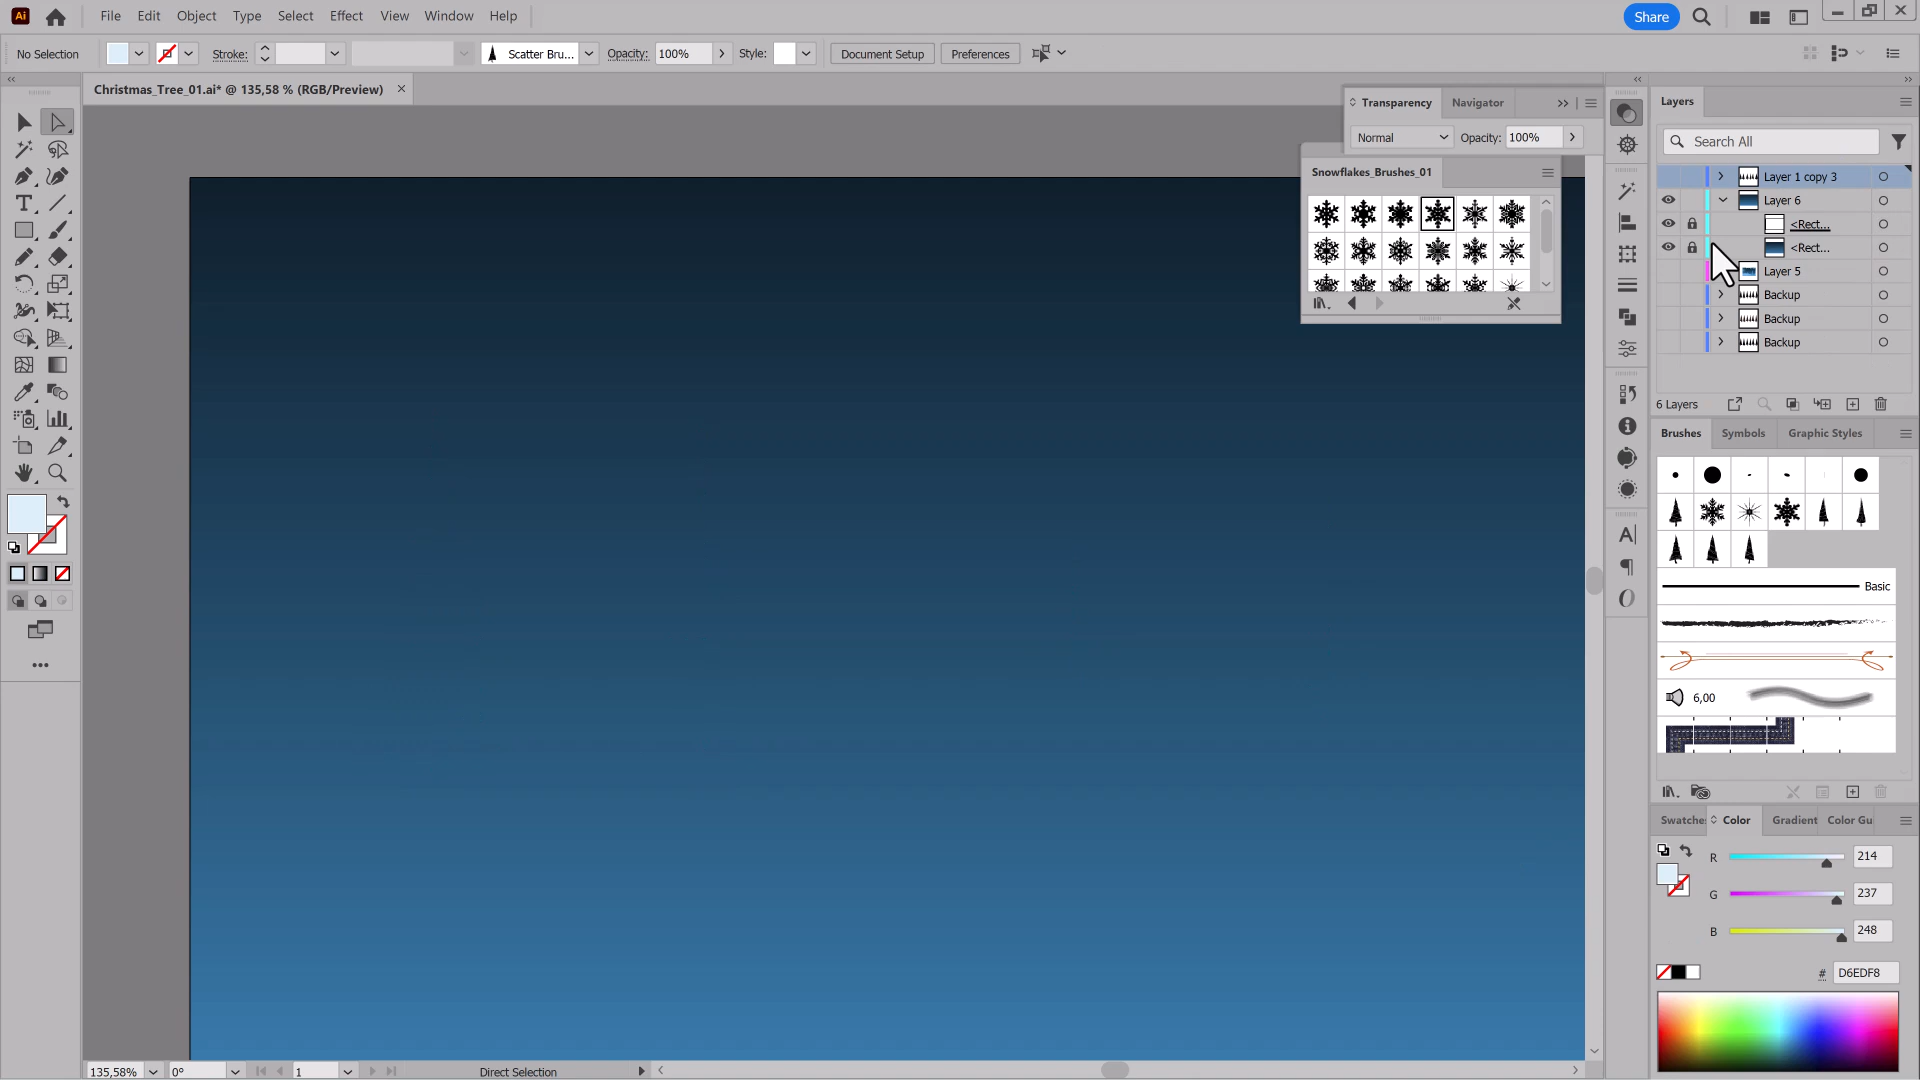 Ai File Edit Object Type Select Effect View Window Help Share
No Selection Stroke: Scatter Bru... Opacity: 100% Style: Document Setup Preferences
Christmas_Tree_01.ai* @ 135,58 % (RGB/Preview)
Transparency Navigator
Normal Opacity: 100%
Snowflakes_Brushes_01
Layers
Search All
Layer 1 copy 3
Layer 6
<Rect...
<Rect...
Layer 5
Backup
Backup
Backup
6 Layers
Brushes Symbols Graphic Styles
Basic
6,00
Swatche Color Gradient Color Gu
R 214
G 237
B 248
# D6EDF8
135,58% 0° 1 Direct Selection